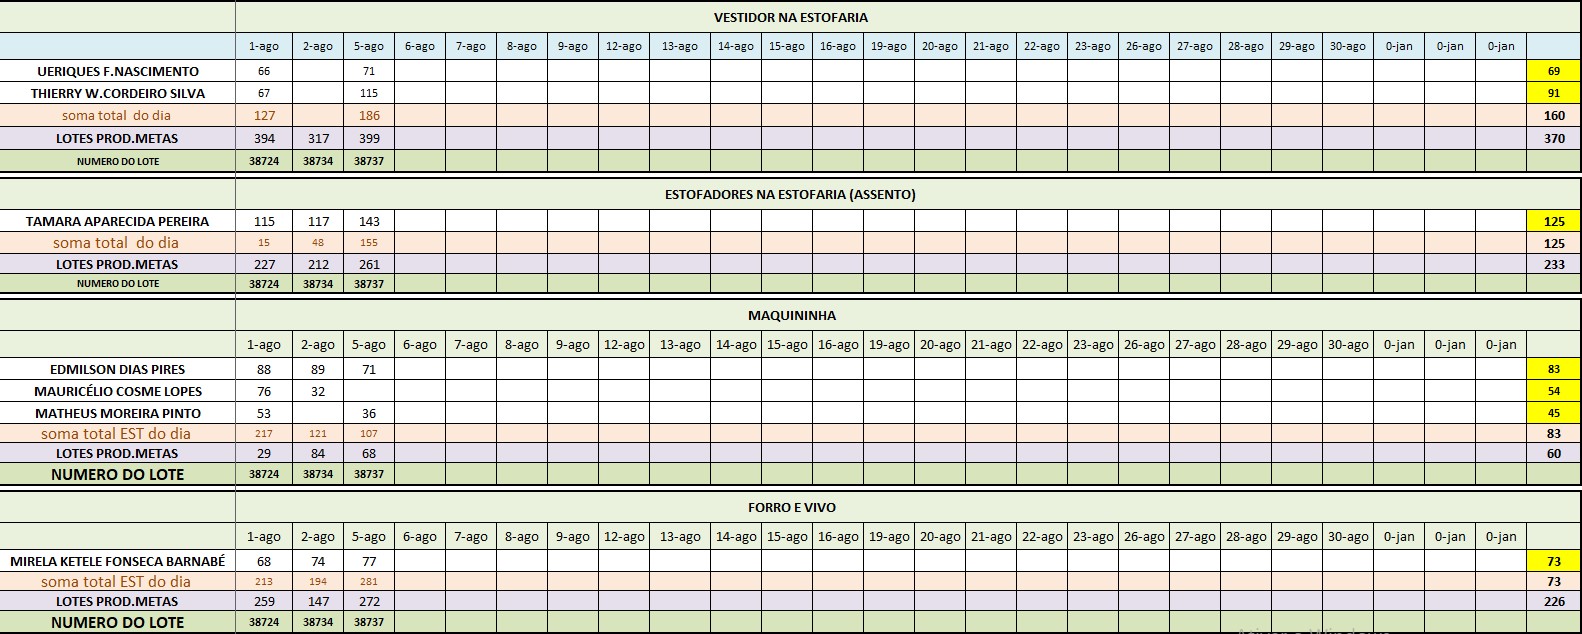 VESTIDOR NA ESTOFARIA
1-ago 2-ago 5-ago 6-ago 7-ago 8-ago 9-ago 12-ago 13-ago 14-ago 15-ago 16-ago 19-ago 20-ago 21-ago 22-ago 23-ago 26-ago 27-ago 28-ago 29-ago 30-ago 0-jan 0-jan 0-jan
UERIQUES F.NASCIMENTO 66 71 69
THIERRY W.CORDEIRO SILVA 67 115 91
soma total do dia 127 186 160
LOTES PROD.METAS 394 317 399 370
NUMERO DO LOTE 38724 38734 38737
ESTOFADORES NA ESTOFARIA (ASSENTO)
TAMARA APARECIDA PEREIRA 115 117 143 125
soma total do dia 15 48 155 125
LOTES PROD.METAS 227 212 261 233
NUMERO DO LOTE 38724 38734 38737
MAQUININHA
1-ago 2-ago 5-ago 6-ago 7-ago 8-ago 9-ago 12-ago 13-ago 14-ago 15-ago 16-ago 19-ago 20-ago 21-ago 22-ago 23-ago 26-ago 27-ago 28-ago 29-ago 30-ago 0-jan 0-jan 0-jan
EDMILSON DIAS PIRES 88 89 71 83
MAURICÉLIO COSME LOPES 76 32 54
MATHEUS MOREIRA PINTO 53 36 45
soma total EST do dia 217 121 107 83
LOTES PROD.METAS 29 84 68 60
NUMERO DO LOTE 38724 38734 38737
FORRO E VIVO
1-ago 2-ago 5-ago 6-ago 7-ago 8-ago 9-ago 12-ago 13-ago 14-ago 15-ago 16-ago 19-ago 20-ago 21-ago 22-ago 23-ago 26-ago 27-ago 28-ago 29-ago 30-ago 0-jan 0-jan 0-jan
MIRELA KETELE FONSECA BARNABÉ 68 74 77 73
soma total EST do dia 213 194 281 73
LOTES PROD.METAS 259 147 272 226
NUMERO DO LOTE 38724 38734 38737